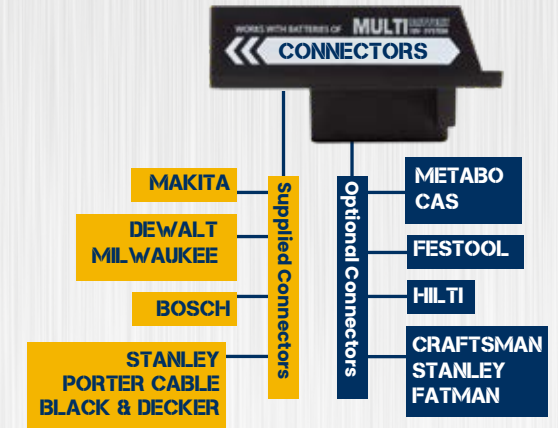 WORKS WITH BATTERIES OF MULTI BATTERY
18V SYSTEM
CONNECTORS
Supplied Connectors
MAKITA
DEWALT
MILWAUKEE
BOSCH
STANLEY
PORTER CABLE
BLACK & DECKER
Optional Connectors
METABO
CAS
FESTOOL
HILTI
CRAFTSMAN
STANLEY
FATMAN